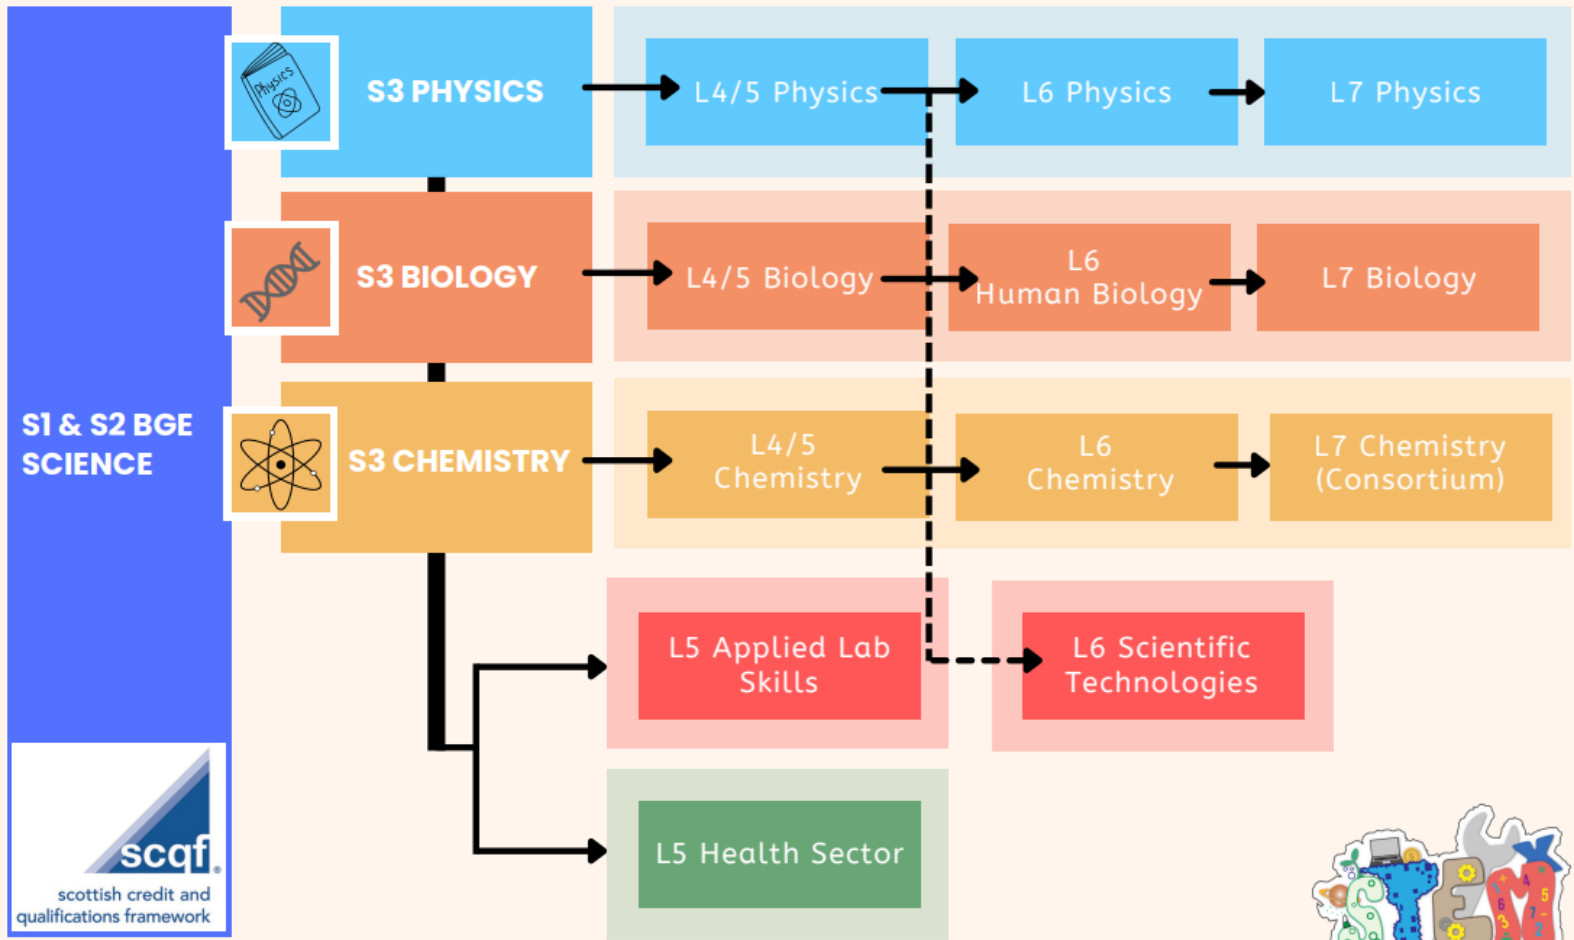 S1 & S2 BGE
SCIENCE
Physics
S3 PHYSICS
L4/5 Physics
L6 Physics
L7 Physics
S3 BIOLOGY
L4/5 Biology
L6
Human Biology
L7 Biology
S3 CHEMISTRY
L4/5
Chemistry
L6
Chemistry
L7 Chemistry
(Consortium)
L5 Applied Lab
Skills
L6 Scientific
Technologies
L5 Health Sector
scqf
scottish credit and
qualifications framework
STEM